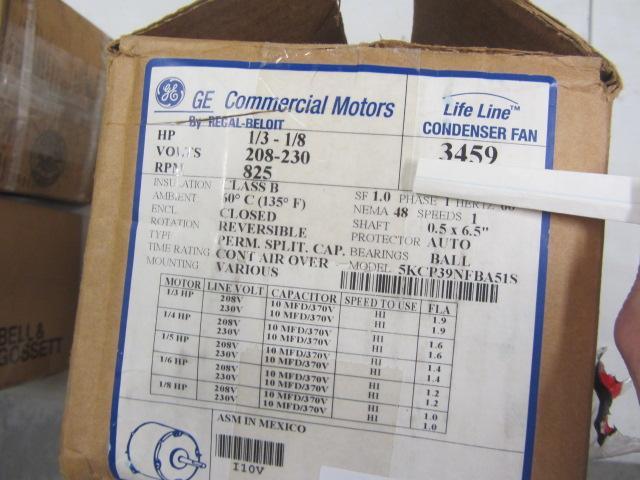 GE Commercial Motors
By REGAL-BELOIT
Life Line™
CONDENSER FAN
3459
HP 1/3 - 1/8
VOLTS 208-230
RPM 825
INSULATION CLASS B
AMBIENT 60° C (135° F)
ENCL CLOSED
ROTATION REVERSIBLE
TYPE PERM. SPLIT. CAP.
TIME RATING CONT AIR OVER
MOUNTING VARIOUS
SF 1.0 PHASE 1 HERTZ 60
NEMA 48 SPEEDS 1
SHAFT 0.5 x 6.5"
PROTECTOR AUTO
BEARINGS BALL
MODEL 5KCP39NFBA51S
MOTOR LINE VOLT CAPACITOR SPEED TO USE FLA
1/3 HP 208V 10 MFD/370V HI 1.9
230V 10 MFD/370V HI 1.9
1/4 HP 208V 10 MFD/370V HI 1.6
230V 10 MFD/370V HI 1.6
1/5 HP 208V 10 MFD/370V HI 1.4
230V 10 MFD/370V HI 1.4
1/6 HP 208V 10 MFD/370V HI 1.2
230V 10 MFD/370V HI 1.2
1/8 HP 208V 10 MFD/370V HI 1.0
230V 10 MFD/370V HI 1.0
ASM IN MEXICO
I10V
BELL &
GOSSETT